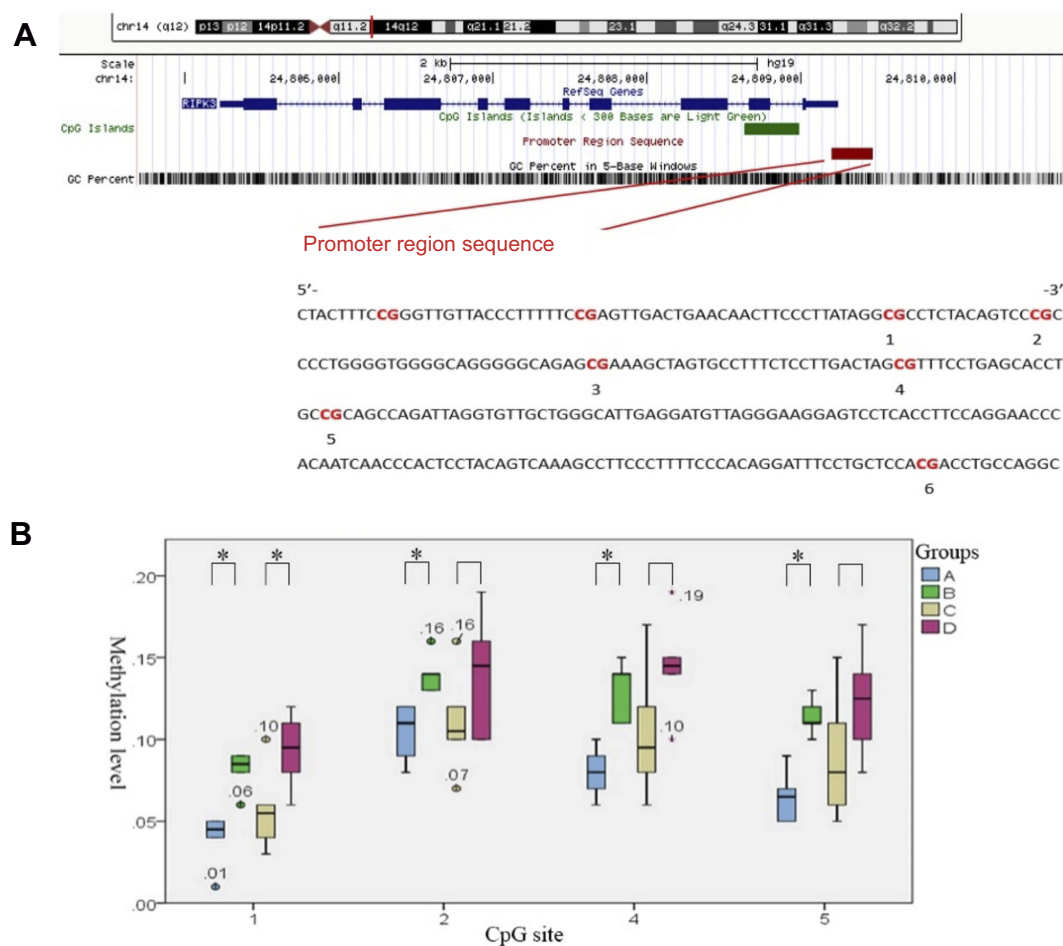 A
chr14 (q12) p13 p12 14p11.2 q11.2 14q12 q21.1 21.2 23.1 q24.3 31.1 q31.3 q32.2
Scale 2 kb hg19
chr14: 24,806,000 24,807,000 24,808,000 24,809,000 24,810,000
RefSeq Genes
RIPK3
CpG Islands (Islands < 300 Bases are Light Green)
CpG Islands
Promoter Region Sequence
GC Percent in 5-Base Windows
GC Percent
Promoter region sequence
5’- -3’
CTACTTTCCGGGTTGTTACCCTTTTTCCGAGTTGACTGAACAACTTCCCTTATAGGCGCCTCTACAGTCCCGC
1 2
CCCTGGGGTGGGGCAGGGGGCAGAGCGAAAGCTAGTGCCTTTCTCCTTGACTAGCGTTTCCTGAGCACCT
3 4
GCCGCAGCCAGATTAGGTGTTGCTGGGCATTGAGGATGTTAGGGAAGGAGTCCTCACCTTCCAGGAACCC
5
ACAATCAACCCACTCCTACAGTCAAAGCCTTCCCTTTTCCCACAGGATTTCCTGCTCCACGACCTGCCAGGC
6
B
Groups
A
B
C
D
Methylation level
.20
.15
.10
.05
.00
* * * * *
.01 .06 .10 .16 .16 .07 .19 .10
1 2 4 5
CpG site